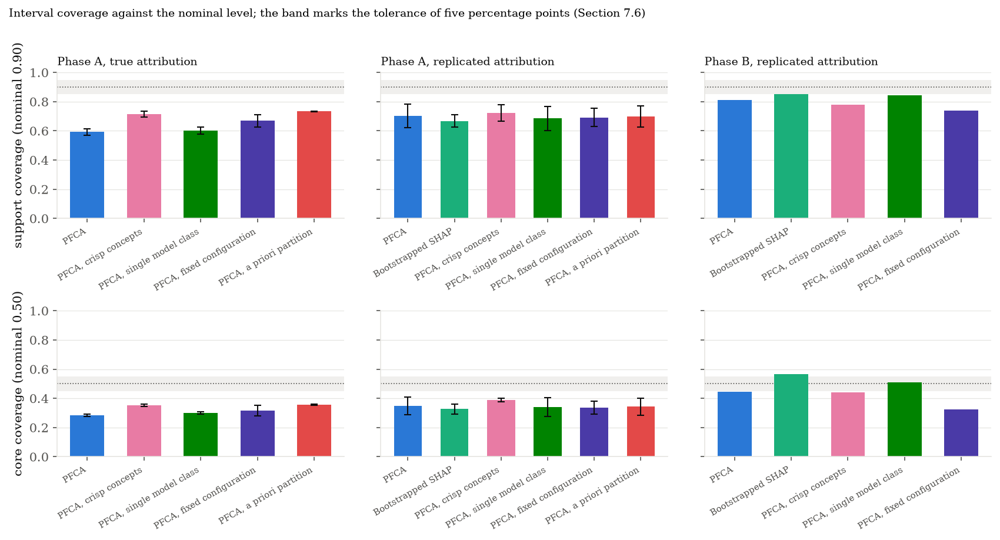 Interval coverage against the nominal level; the band marks the tolerance of five percentage points (Section 7.6)
support coverage (nominal 0.90)
Phase A, true attribution
1.0
0.8
0.6
0.4
0.2
0.0
PFCA
PFCA, crisp concepts
PFCA, single model class
PFCA, fixed configuration
PFCA, a priori partition
Phase A, replicated attribution
PFCA
Bootstrapped SHAP
PFCA, crisp concepts
PFCA, single model class
PFCA, fixed configuration
PFCA, a priori partition
Phase B, replicated attribution
PFCA
Bootstrapped SHAP
PFCA, crisp concepts
PFCA, single model class
PFCA, fixed configuration
core coverage (nominal 0.50)
1.0
0.8
0.6
0.4
0.2
0.0
PFCA
PFCA, crisp concepts
PFCA, single model class
PFCA, fixed configuration
PFCA, a priori partition
PFCA
Bootstrapped SHAP
PFCA, crisp concepts
PFCA, single model class
PFCA, fixed configuration
PFCA, a priori partition
PFCA
Bootstrapped SHAP
PFCA, crisp concepts
PFCA, single model class
PFCA, fixed configuration